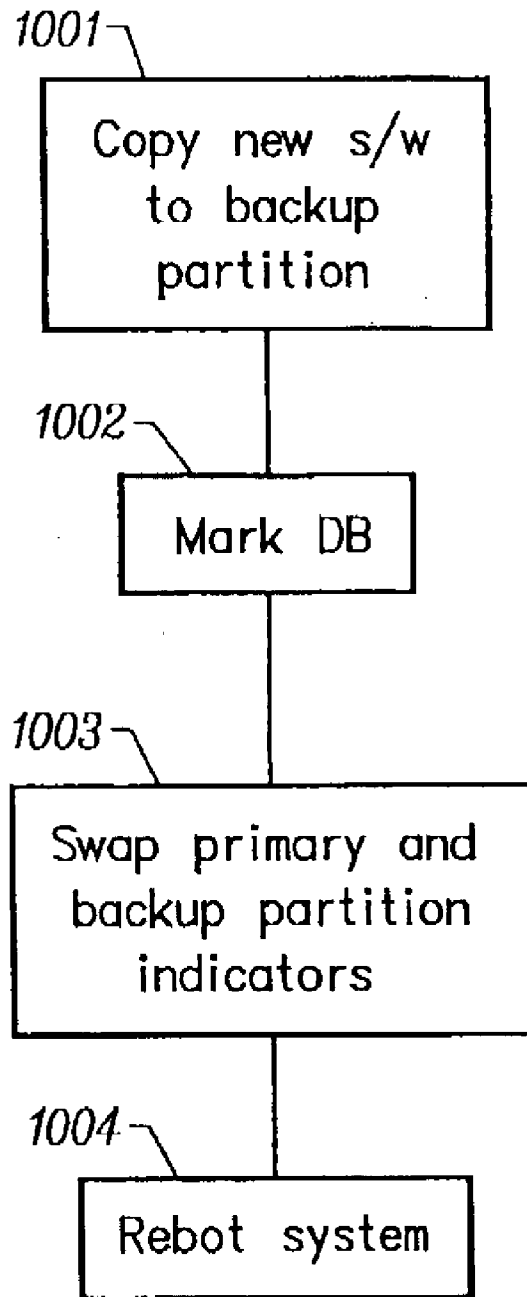 1001
Copy new s/w
to backup
partition
1002
Mark DB
1003
Swap primary and
backup partition
indicators
1004
Rebot system